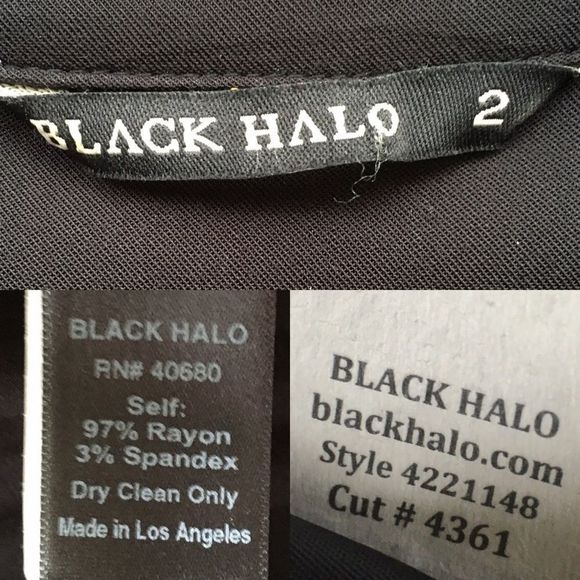 BLACK HALO 2
BLACK HALO
RN# 40680
Self:
97% Rayon
3% Spandex
Dry Clean Only
Made in Los Angeles
BLACK HALO
blackhalo.com
Style 4221148
Cut # 4361